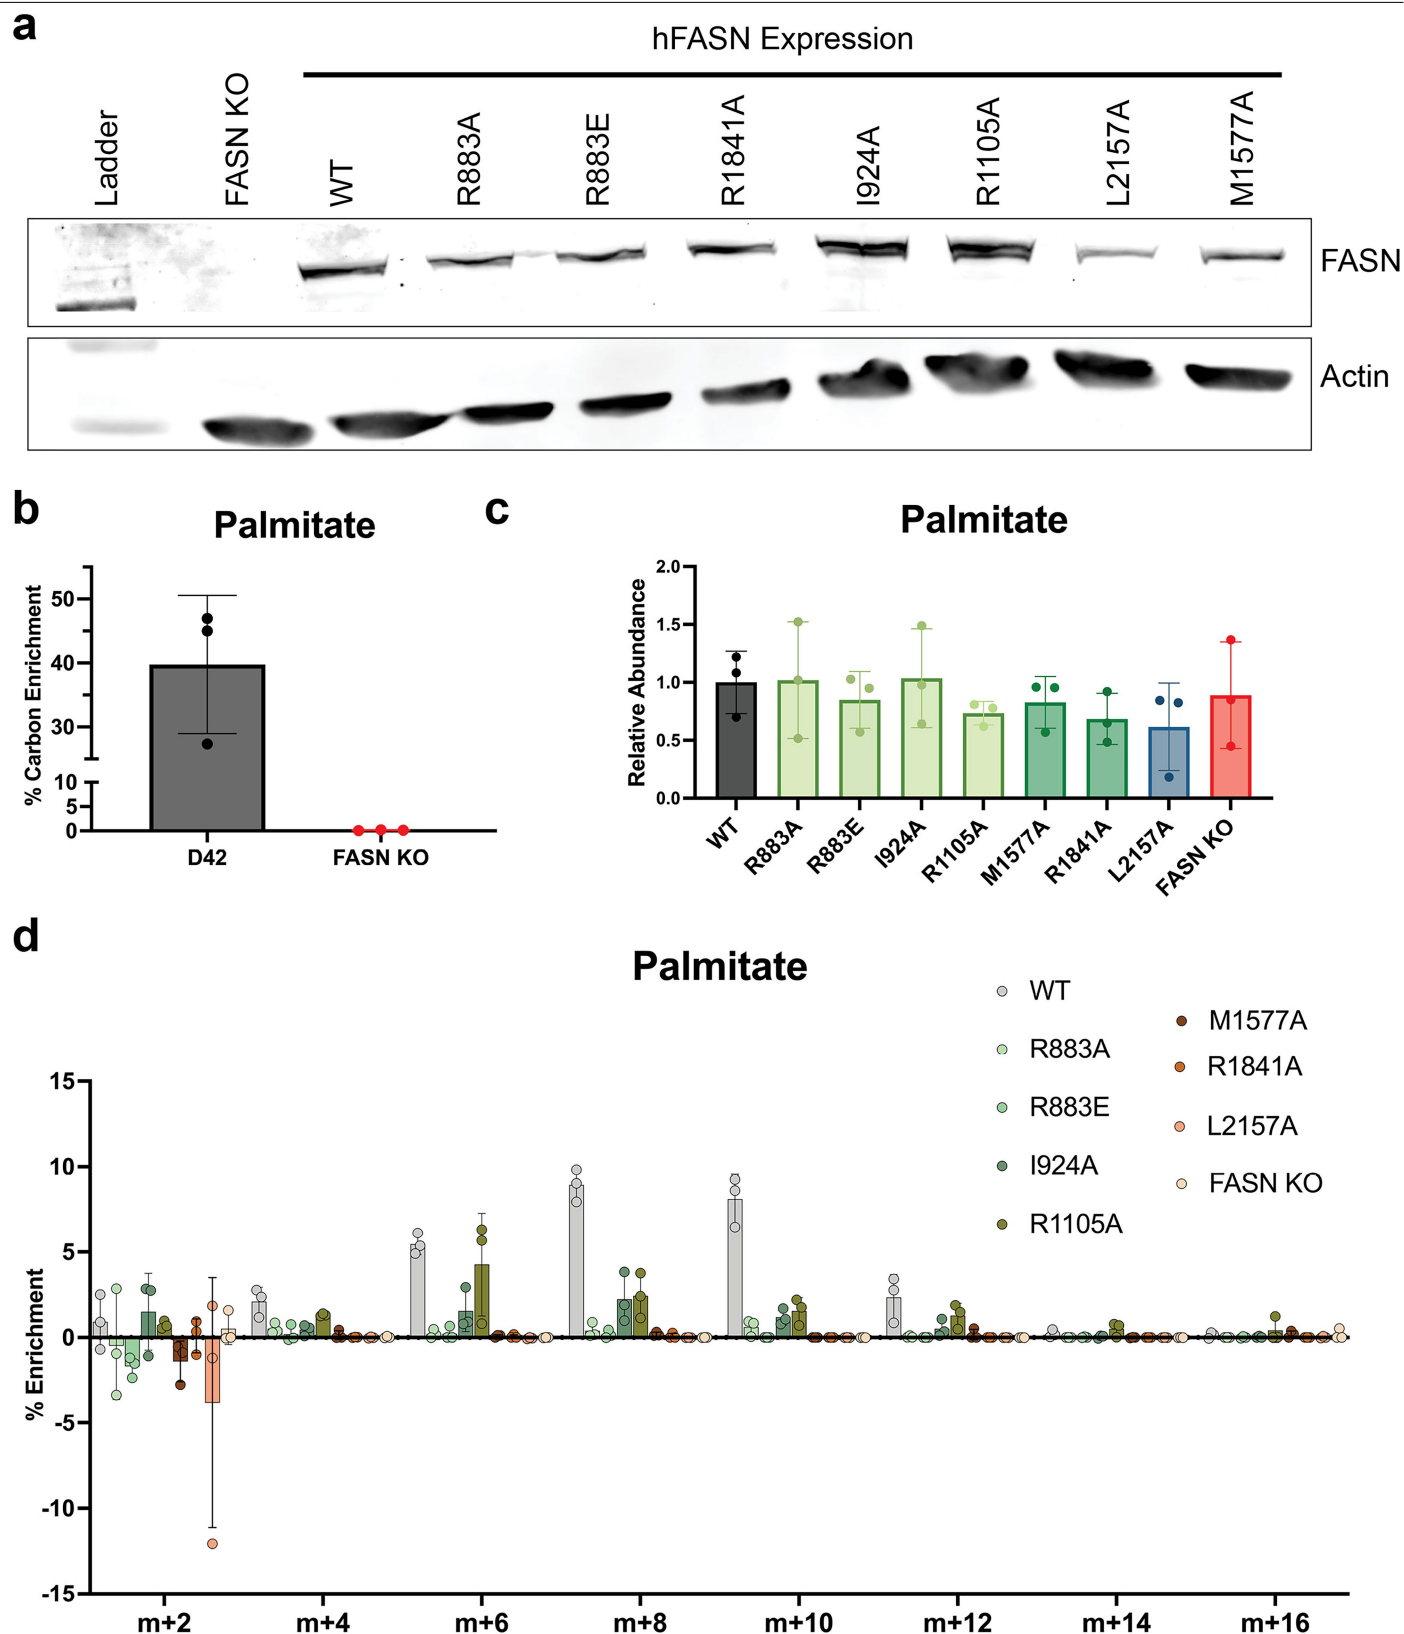 a
hFASN Expression
Ladder
FASN KO
WT
R883A
R883E
R1841A
I924A
R1105A
L2157A
M1577A
FASN
Actin
b
Palmitate
% Carbon Enrichment
50
40
30
10
5
0
D42
FASN KO
c
Palmitate
Relative Abundance
2.0
1.5
1.0
0.5
0.0
WT
R883A
R883E
I924A
R1105A
M1577A
R1841A
L2157A
FASN KO
d
Palmitate
WT
R883A
R883E
I924A
R1105A
M1577A
R1841A
L2157A
FASN KO
% Enrichment
15
10
5
0
-5
-10
-15
m+2
m+4
m+6
m+8
m+10
m+12
m+14
m+16